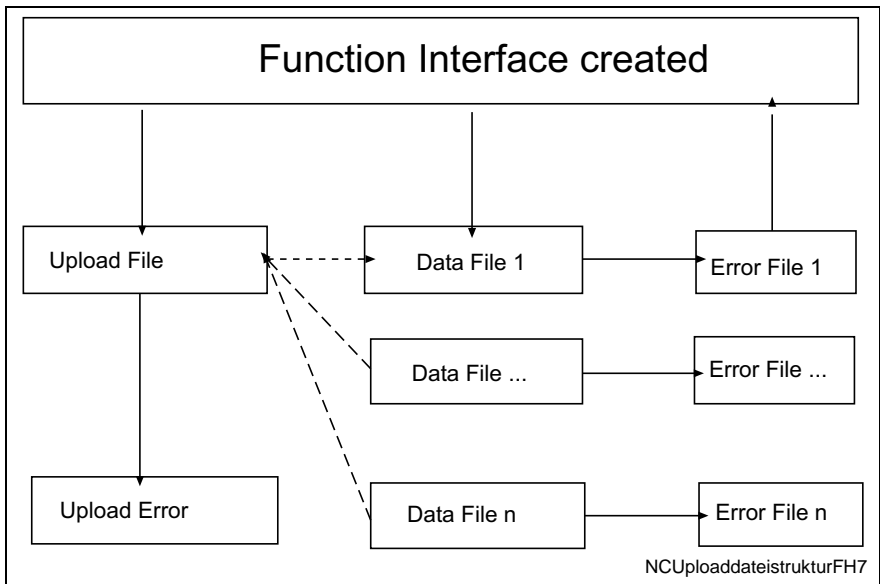 Function Interface created
Upload File
Data File 1
Error File 1
Data File ...
Error File ...
Upload Error
Data File n
Error File n
NCUploaddateistrukturFH7